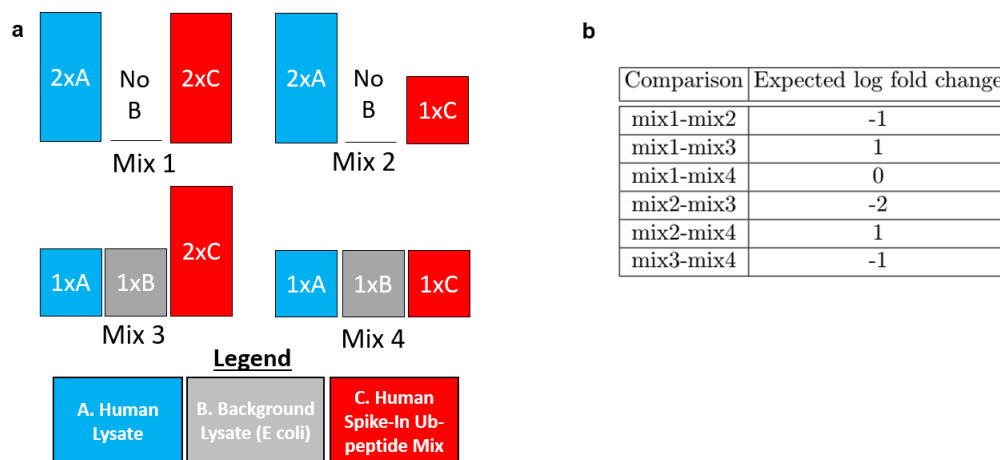 a
2xA
No
B
2xC
Mix 1
2xA
No
B
1xC
Mix 2
1xA
1xB
2xC
Mix 3
1xA
1xB
1xC
Mix 4
Legend
A. Human
Lysate
B. Background
Lysate (E coli)
C. Human
Spike-In Ub-
peptide Mix
b
Comparison Expected log fold change
mix1-mix2 -1
mix1-mix3 1
mix1-mix4 0
mix2-mix3 -2
mix2-mix4 1
mix3-mix4 -1